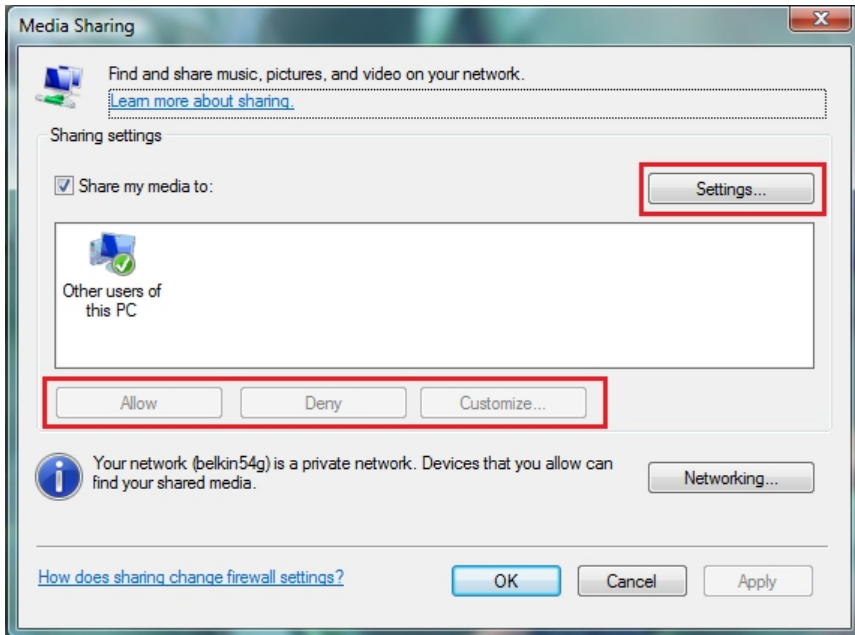 Media Sharing
Find and share music, pictures, and video on your network.
Learn more about sharing.
Sharing settings
Share my media to:
Settings...
Other users of
this PC
Allow
Deny
Customize...
Your network (belkin54g) is a private network. Devices that you allow can
find your shared media.
Networking...
How does sharing change firewall settings?
OK
Cancel
Apply